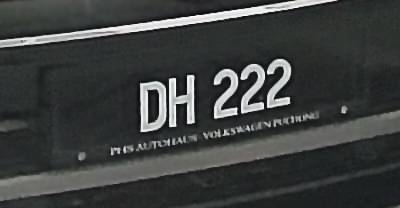 DH 222
PHS AUTOHAUS - VOLKSWAGEN PUCHONG